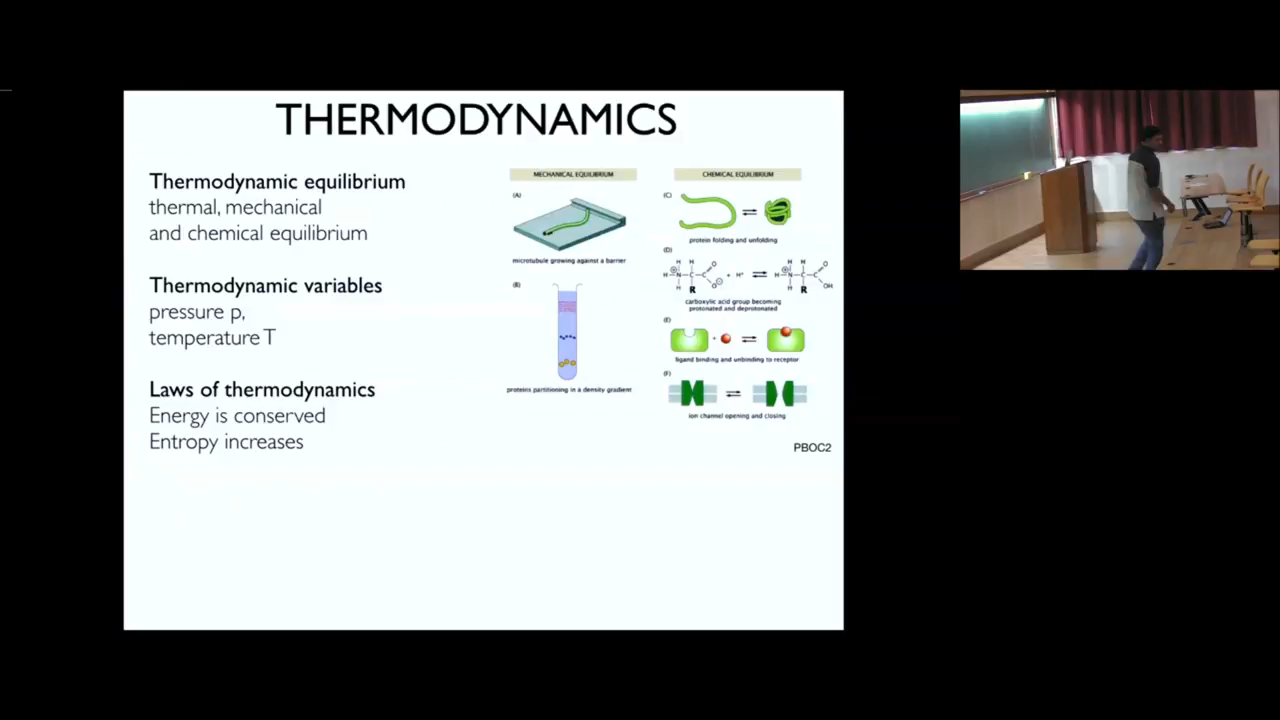 THERMODYNAMICS
Thermodynamic equilibrium
thermal, mechanical
and chemical equilibrium
Thermodynamic variables
pressure p,
temperature T
Laws of thermodynamics
Energy is conserved
Entropy increases
MECHANICAL EQUILIBRIUM
(A)
microtubule growing against a barrier
(B)
proteins partitioning in a density gradient
CHEMICAL EQUILIBRIUM
(C)
protein folding and unfolding
(D)
H H O H H O
H N C C + H⁺ H N C C
H R O H R OH
carboxylic acid group becoming
protonated and deprotonated
(E)
+
ligand binding and unbinding to receptor
(F)
ion channel opening and closing
PBOC2